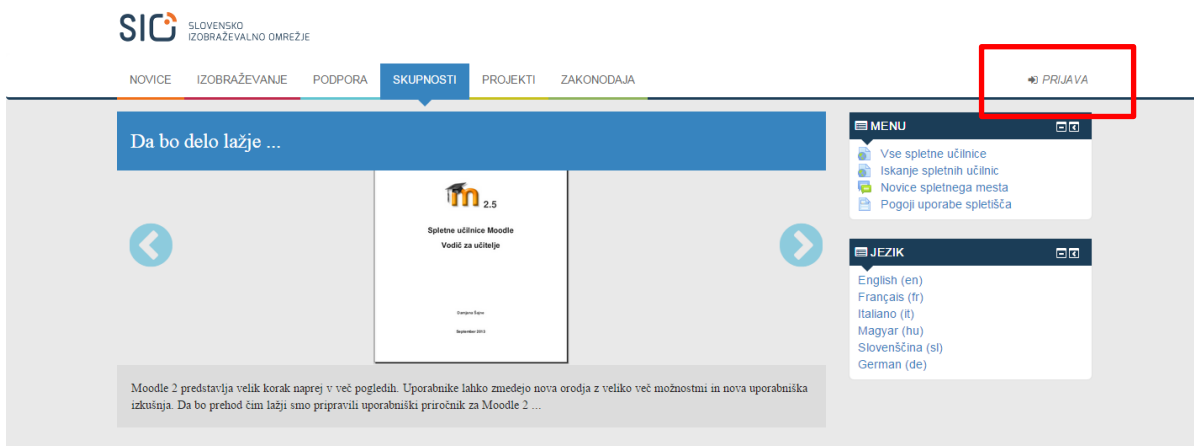 SIO SLOVENSKO
IZOBRAŽEVALNO OMREŽJE
NOVICE IZOBRAŽEVANJE PODPORA SKUPNOSTI PROJEKTI ZAKONODAJA PRIJAVA
Da bo delo lažje ...
m 2.5
Spletne učilnice Moodle
Vodič za učitelje
September 2013
Moodle 2 predstavlja velik korak naprej v več pogledih. Uporabnike lahko zmedejo nova orodja z veliko več možnostmi in nova uporabniška
izkušnja. Da bo prehod čim lažji smo pripravili uporabniški priročnik za Moodle 2 ...
MENU
Vse spletne učilnice
Iskanje spletnih učilnic
Novice spletnega mesta
Pogoji uporabe spletišča
JEZIK
English (en)
Français (fr)
Italiano (it)
Magyar (hu)
Slovenščina (sl)
German (de)